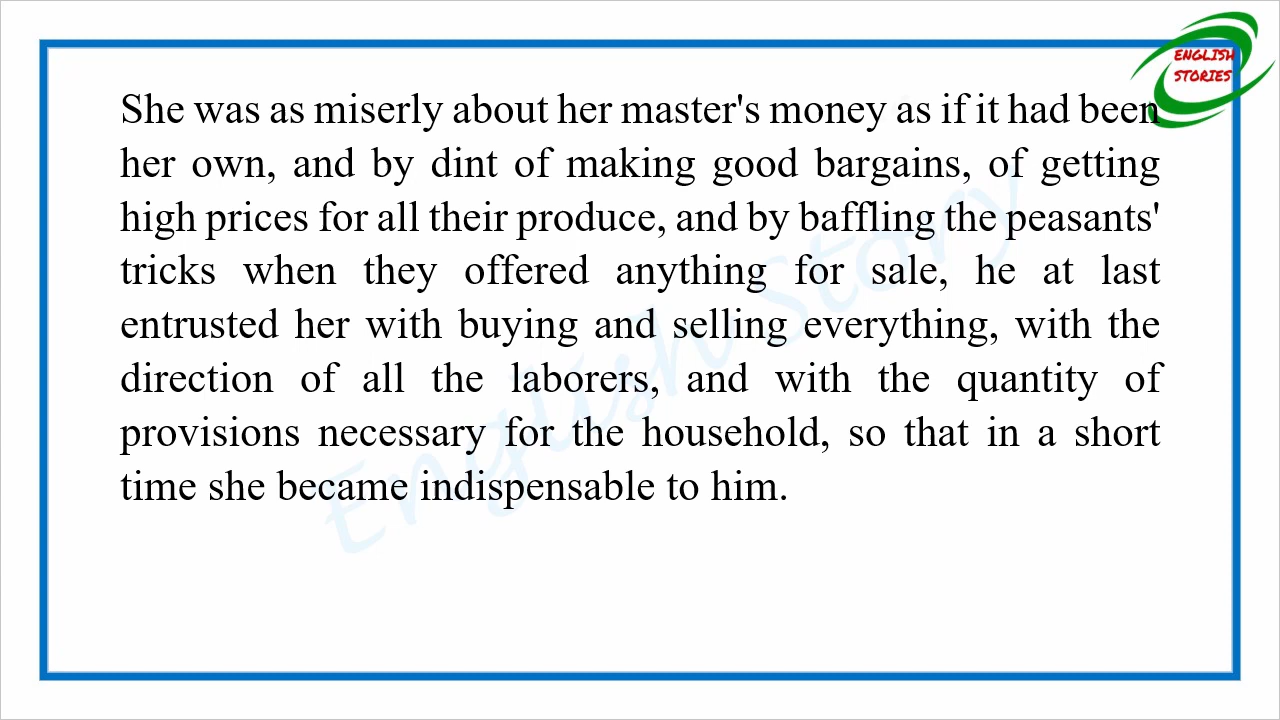 ENGLISH
STORIES
She was as miserly about her master's money as if it had been
her own, and by dint of making good bargains, of getting
high prices for all their produce, and by baffling the peasants'
tricks when they offered anything for sale, he at last
entrusted her with buying and selling everything, with the
direction of all the laborers, and with the quantity of
provisions necessary for the household, so that in a short
time she became indispensable to him.
English Story